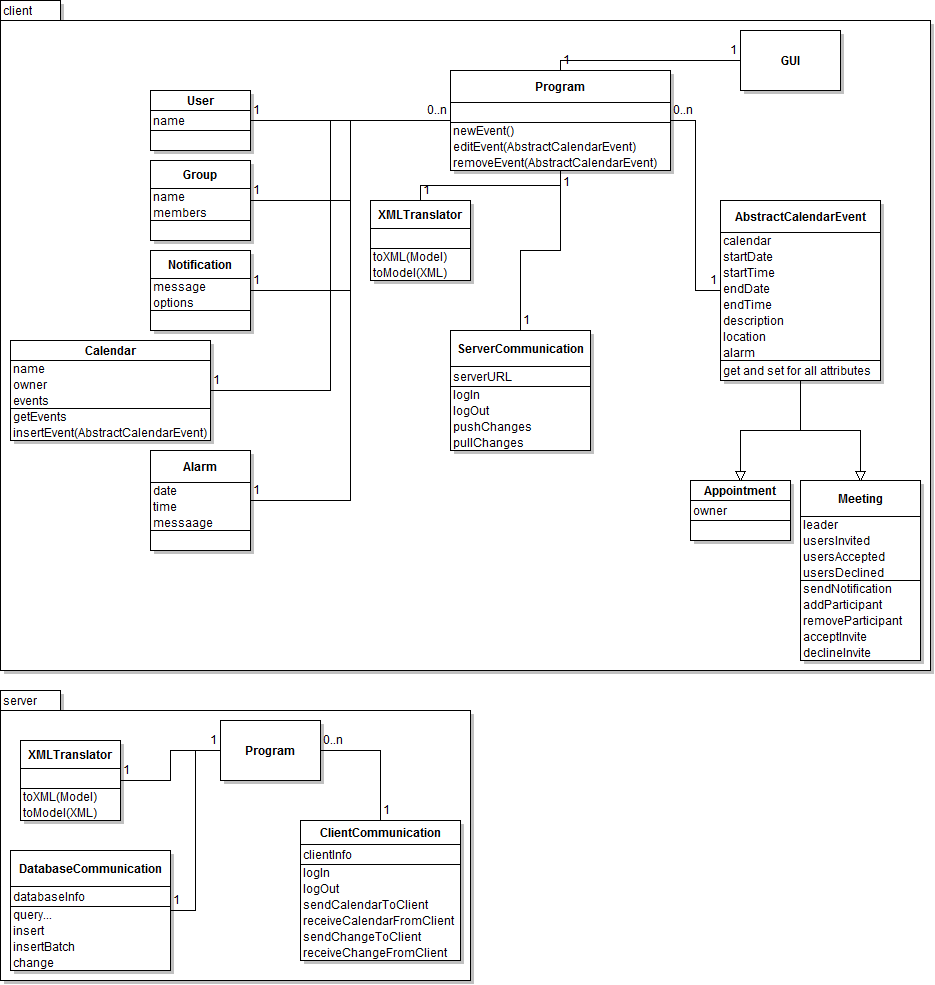 client
GUI
1
1
Program
newEvent()
editEvent(AbstractCalendarEvent)
removeEvent(AbstractCalendarEvent)
0..n
0..n
1
1
User
name
1
Group
name
members
1
Notification
message
options
1
Calendar
name
owner
events
getEvents
insertEvent(AbstractCalendarEvent)
1
Alarm
date
time
messaage
1
XMLTranslator
toXML(Model)
toModel(XML)
1
ServerCommunication
serverURL
logIn
logOut
pushChanges
pullChanges
1
AbstractCalendarEvent
calendar
startDate
startTime
endDate
endTime
description
location
alarm
get and set for all attributes
Appointment
owner
Meeting
leader
usersInvited
usersAccepted
usersDeclined
sendNotification
addParticipant
removeParticipant
acceptInvite
declineInvite
server
Program
1
0..n
XMLTranslator
toXML(Model)
toModel(XML)
1
DatabaseCommunication
databaseInfo
query...
insert
insertBatch
change
1
1
ClientCommunication
clientInfo
logIn
logOut
sendCalendarToClient
receiveCalendarFromClient
sendChangeToClient
receiveChangeFromClient